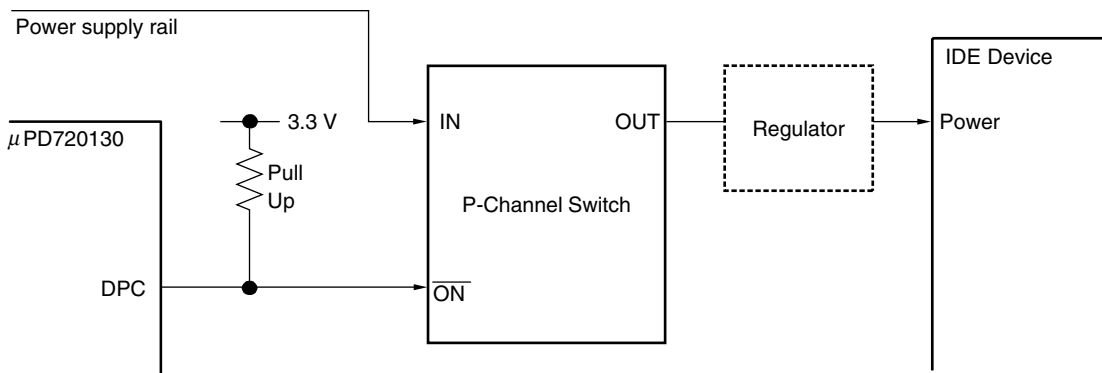 Power supply rail
μPD720130
3.3 V
Pull
Up
DPC
IN
OUT
P-Channel Switch
ON
Regulator
IDE Device
Power